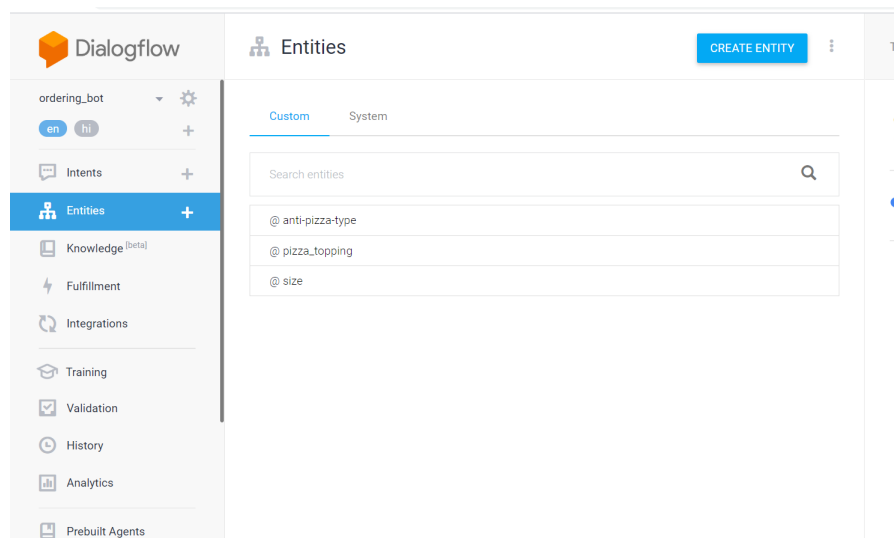 Dialogflow
Entities
CREATE ENTITY
ordering_bot
en hi
Custom System
Search entities
@ anti-pizza-type
@ pizza_topping
@ size
Intents
Entities
Knowledge [beta]
Fulfillment
Integrations
Training
Validation
History
Analytics
Prebuilt Agents